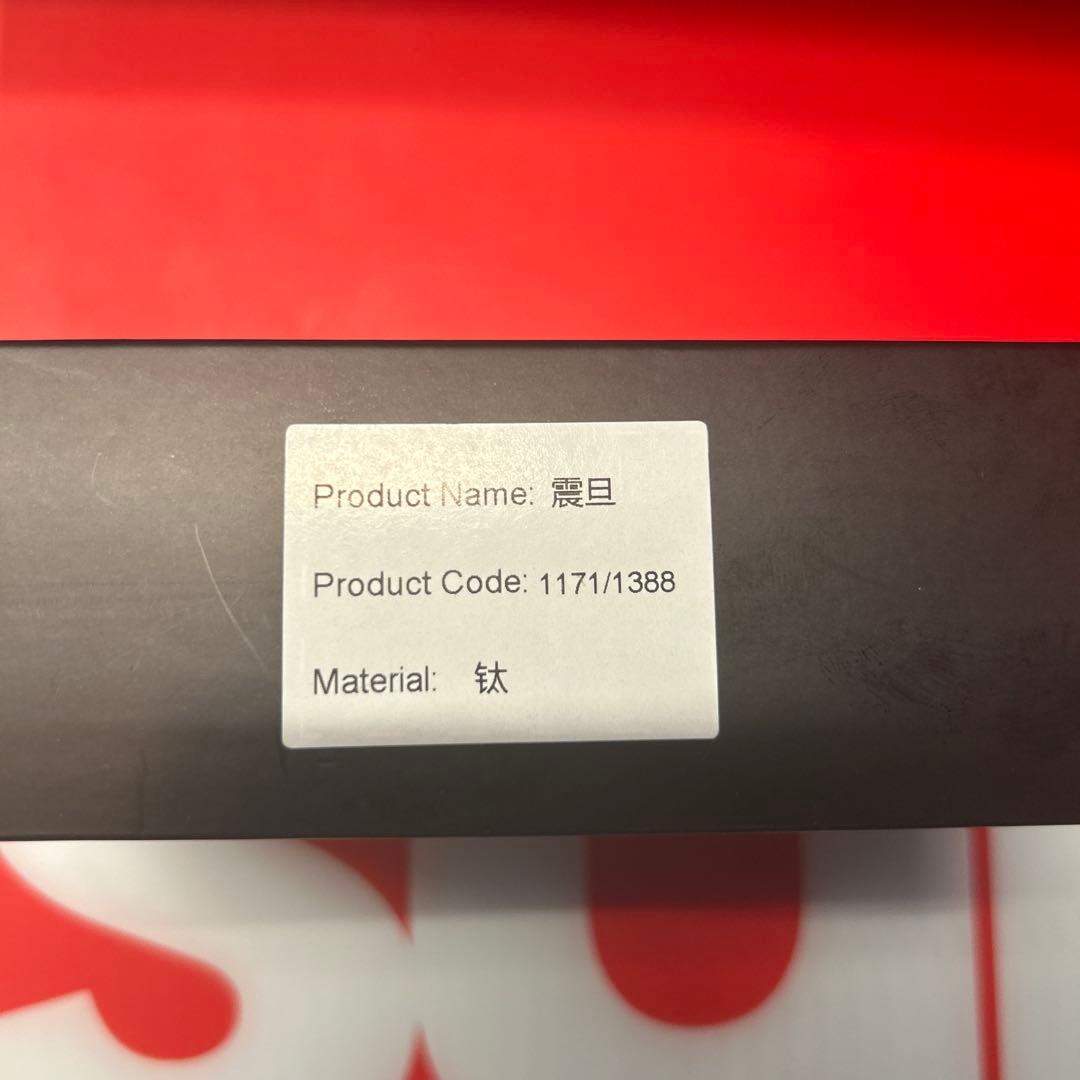 Product Name: 震旦
Product Code: 1171/1388
Material: 钛